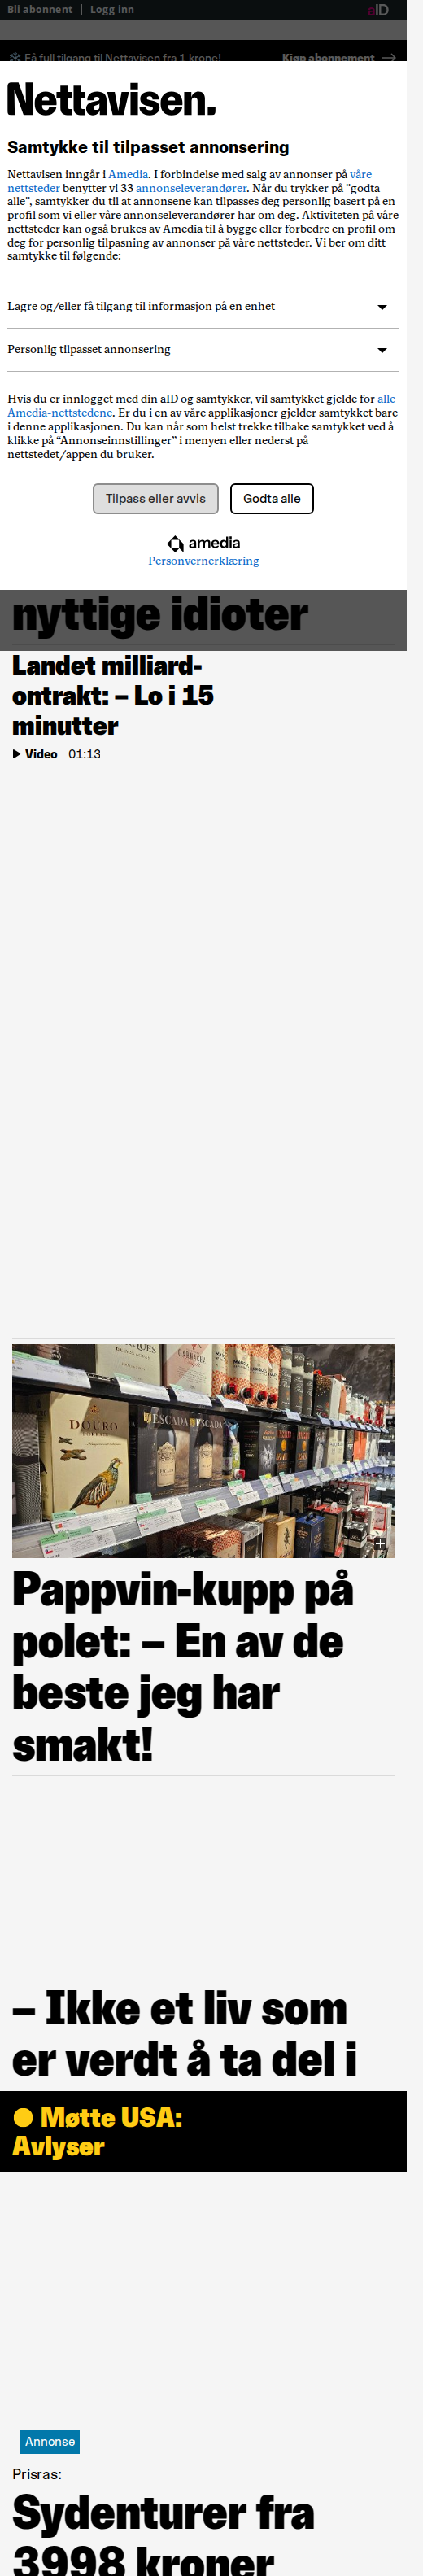 Bli abonnent | Logg inn
aID
Få full tilgang til Nettavisen fra 1 krone!
Kjøp abonnement →
Nettavisen.
Samtykke til tilpasset annonsering
Nettavisen inngår i Amedia. I forbindelse med salg av annonser på våre
nettsteder benytter vi 33 annonseleverandører. Når du trykker på "godta
alle", samtykker du til at annonsene kan tilpasses deg personlig basert på en
profil som vi eller våre annonseleverandører har om deg. Aktiviteten på våre
nettsteder kan også brukes av Amedia til å bygge eller forbedre en profil om
deg for personlig tilpasning av annonser på våre nettsteder. Vi ber om ditt
samtykke til følgende:
Lagre og/eller få tilgang til informasjon på en enhet
Personlig tilpasset annonsering
Hvis du er innlogget med din aID og samtykker, vil samtykket gjelde for alle
Amedia-nettstedene. Er du i en av våre applikasjoner gjelder samtykket bare
i denne applikasjonen. Du kan når som helst trekke tilbake samtykket ved å
klikke på “Annonseinnstillinger” i menyen eller nederst på
nettstedet/appen du bruker.
Tilpass eller avvis
Godta alle
amedia
Personvernerklæring
nyttige idioter
Landet milliard-
ontrakt: – Lo i 15
minutter
Video | 01:13
DOURO
ESCADA
ESCADA
Pappvin-kupp på
polet: – En av de
beste jeg har
smakt!
– Ikke et liv som
er verdt å ta del i
Møtte USA:
Avlyser
Annonse
Prisras:
Sydenturer fra
3998 kroner